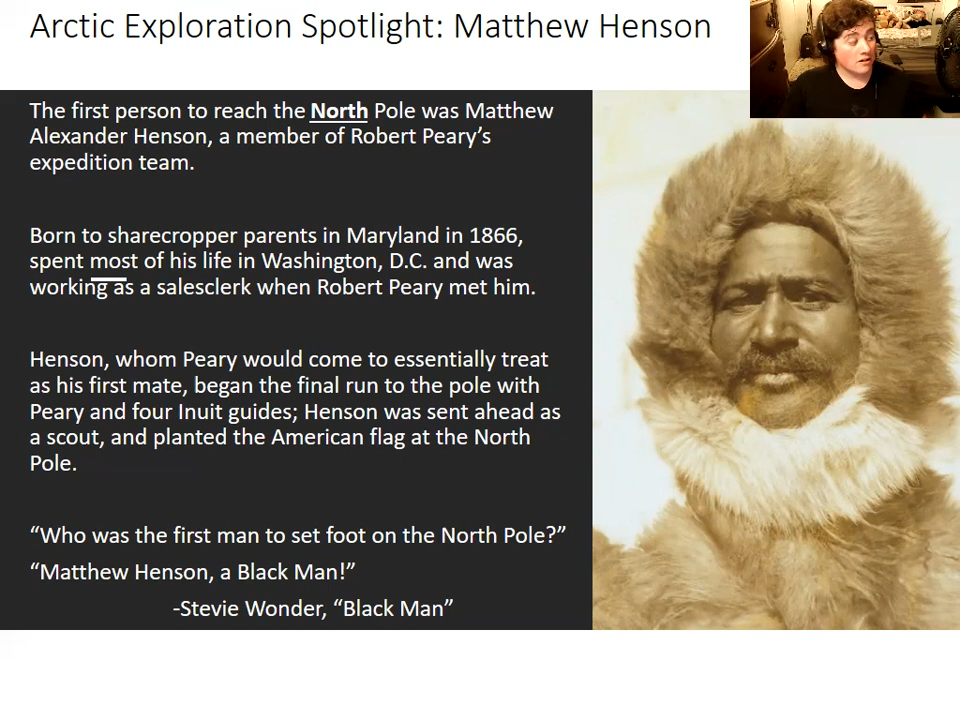 Arctic Exploration Spotlight: Matthew Henson
The first person to reach the North Pole was Matthew
Alexander Henson, a member of Robert Peary’s
expedition team.
Born to sharecropper parents in Maryland in 1866,
spent most of his life in Washington, D.C. and was
working as a salesclerk when Robert Peary met him.
Henson, whom Peary would come to essentially treat
as his first mate, began the final run to the pole with
Peary and four Inuit guides; Henson was sent ahead as
a scout, and planted the American flag at the North
Pole.
“Who was the first man to set foot on the North Pole?”
“Matthew Henson, a Black Man!”
-Stevie Wonder, “Black Man”